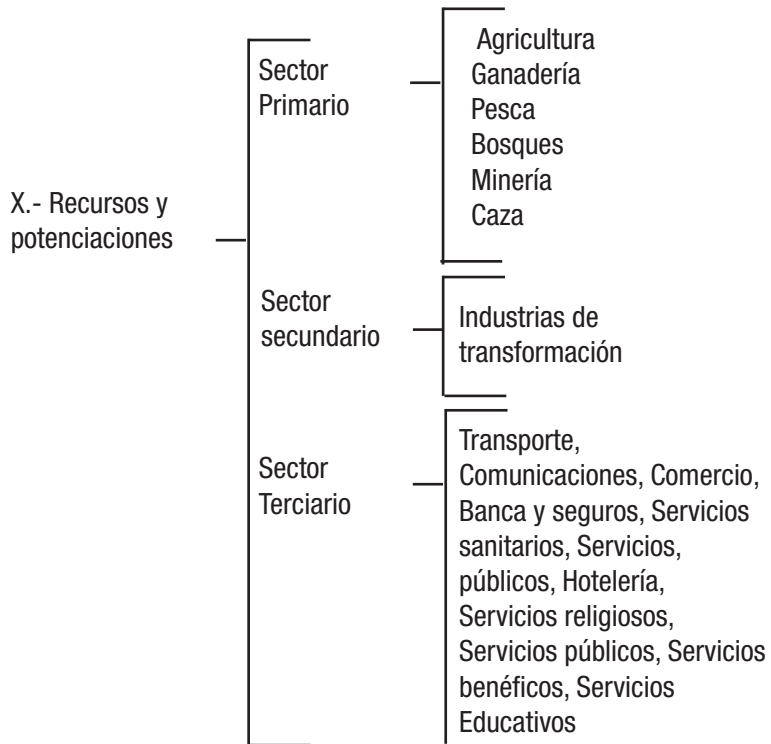 X.- Recursos y
potenciaciones
Sector
Primario
Agricultura
Ganadería
Pesca
Bosques
Minería
Caza
Sector
secundario
Industrias de
transformación
Sector
Terciario
Transporte,
Comunicaciones, Comercio,
Banca y seguros, Servicios
sanitarios, Servicios,
públicos, Hotelería,
Servicios religiosos,
Servicios públicos, Servicios
benéficos, Servicios
Educativos